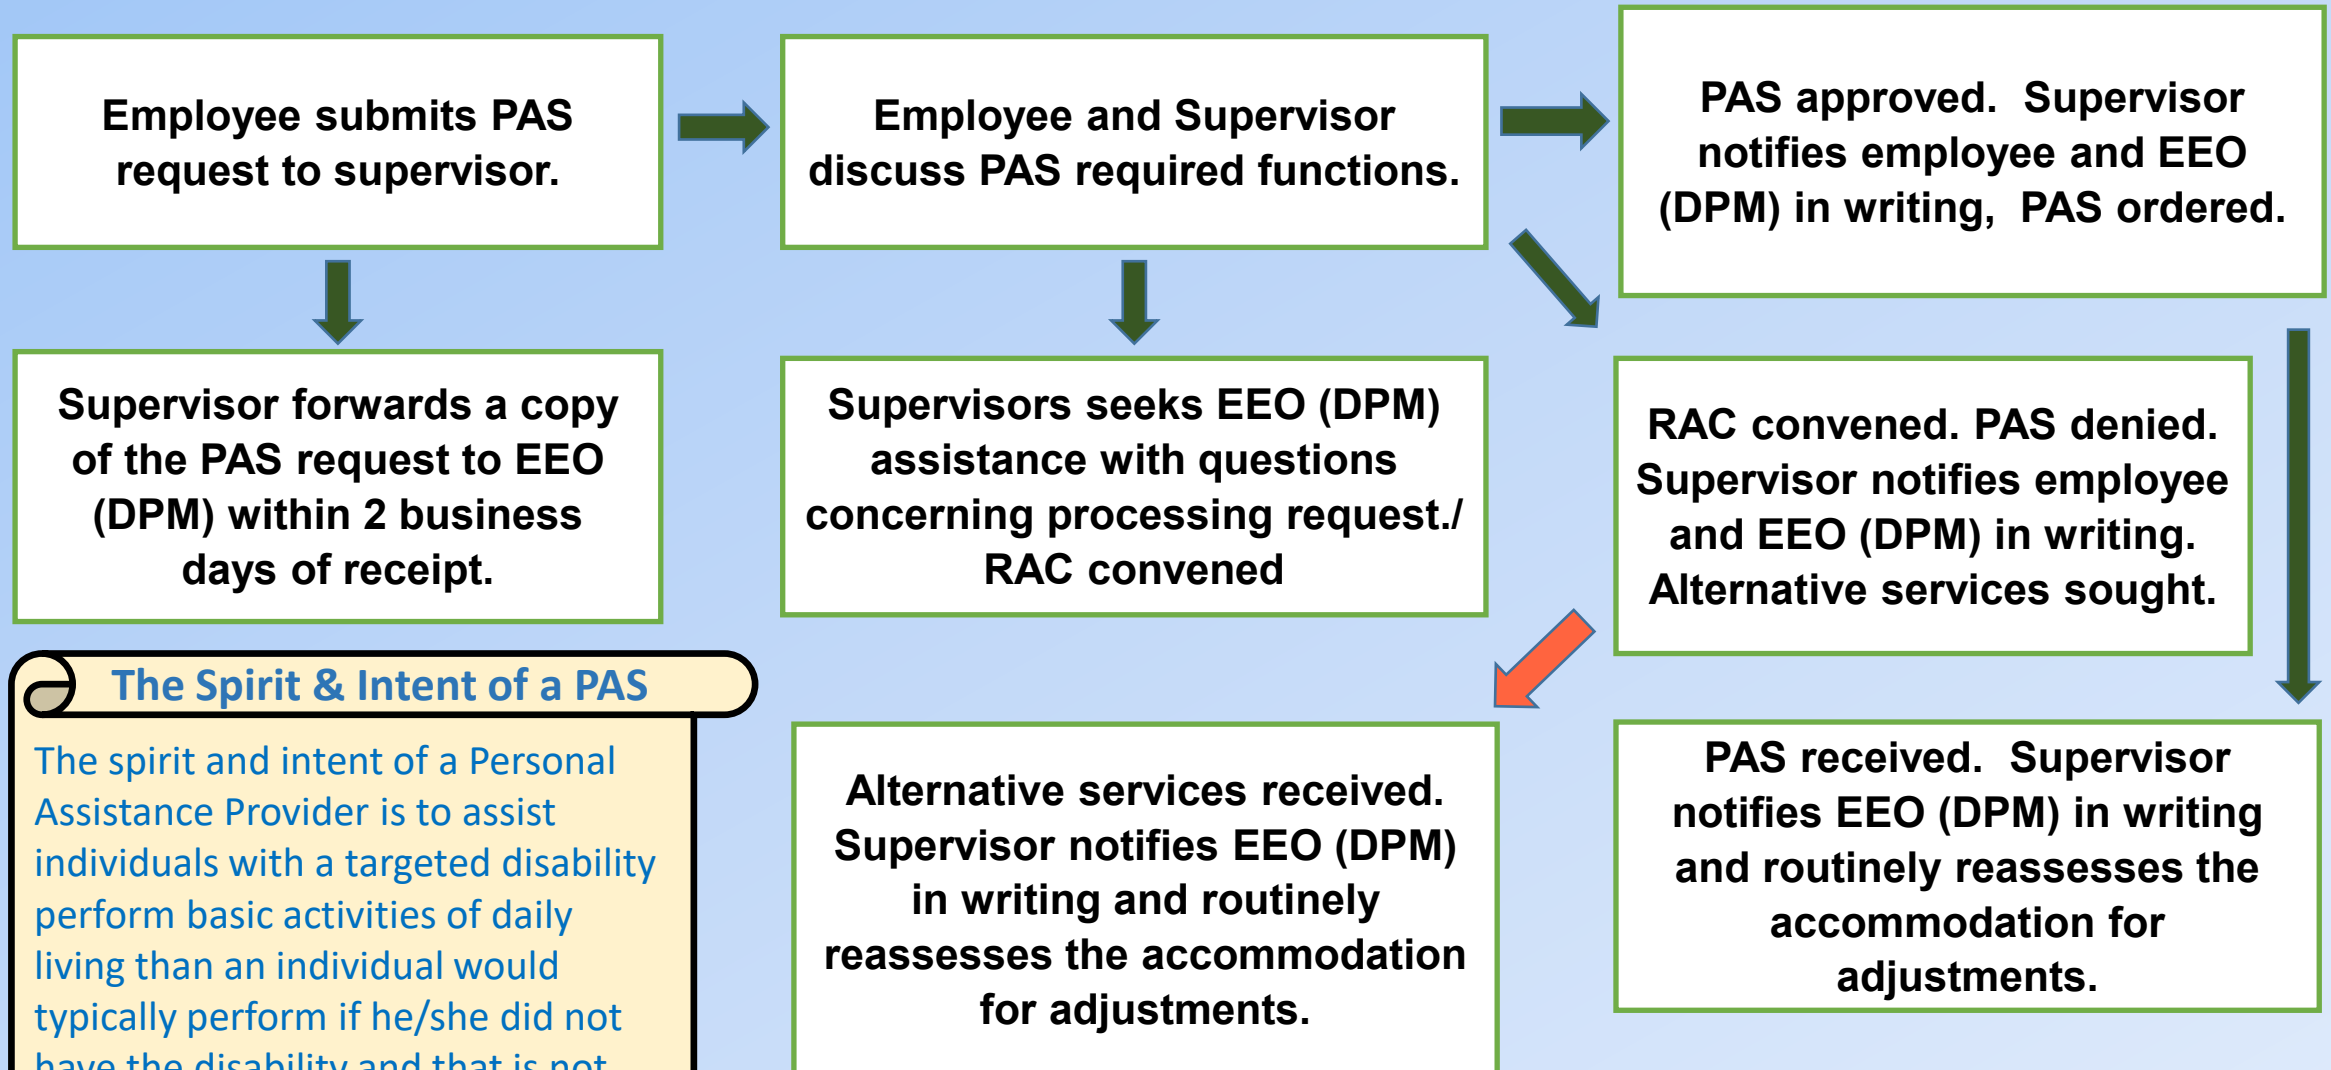 Employee submits PAS
request to supervisor.
Employee and Supervisor
discuss PAS required functions.
PAS approved.  Supervisor
notifies employee and EEO
(DPM) in writing,  PAS ordered.
Supervisor forwards a copy
of the PAS request to EEO
(DPM) within 2 business
days of receipt.
Supervisors seeks EEO (DPM)
assistance with questions
concerning processing request./
RAC convened
RAC convened. PAS denied.
Supervisor notifies employee
and EEO (DPM) in writing.
Alternative services sought.
The Spirit & Intent of a PAS
The spirit and intent of a Personal
Assistance Provider is to assist
individuals with a targeted disability
perform basic activities of daily
living than an individual would
typically perform if he/she did not
have the disability and that is not
Alternative services received.
Supervisor notifies EEO (DPM)
in writing and routinely
reassesses the accommodation
for adjustments.
PAS received.  Supervisor
notifies EEO (DPM) in writing
and routinely reassesses the
accommodation for
adjustments.